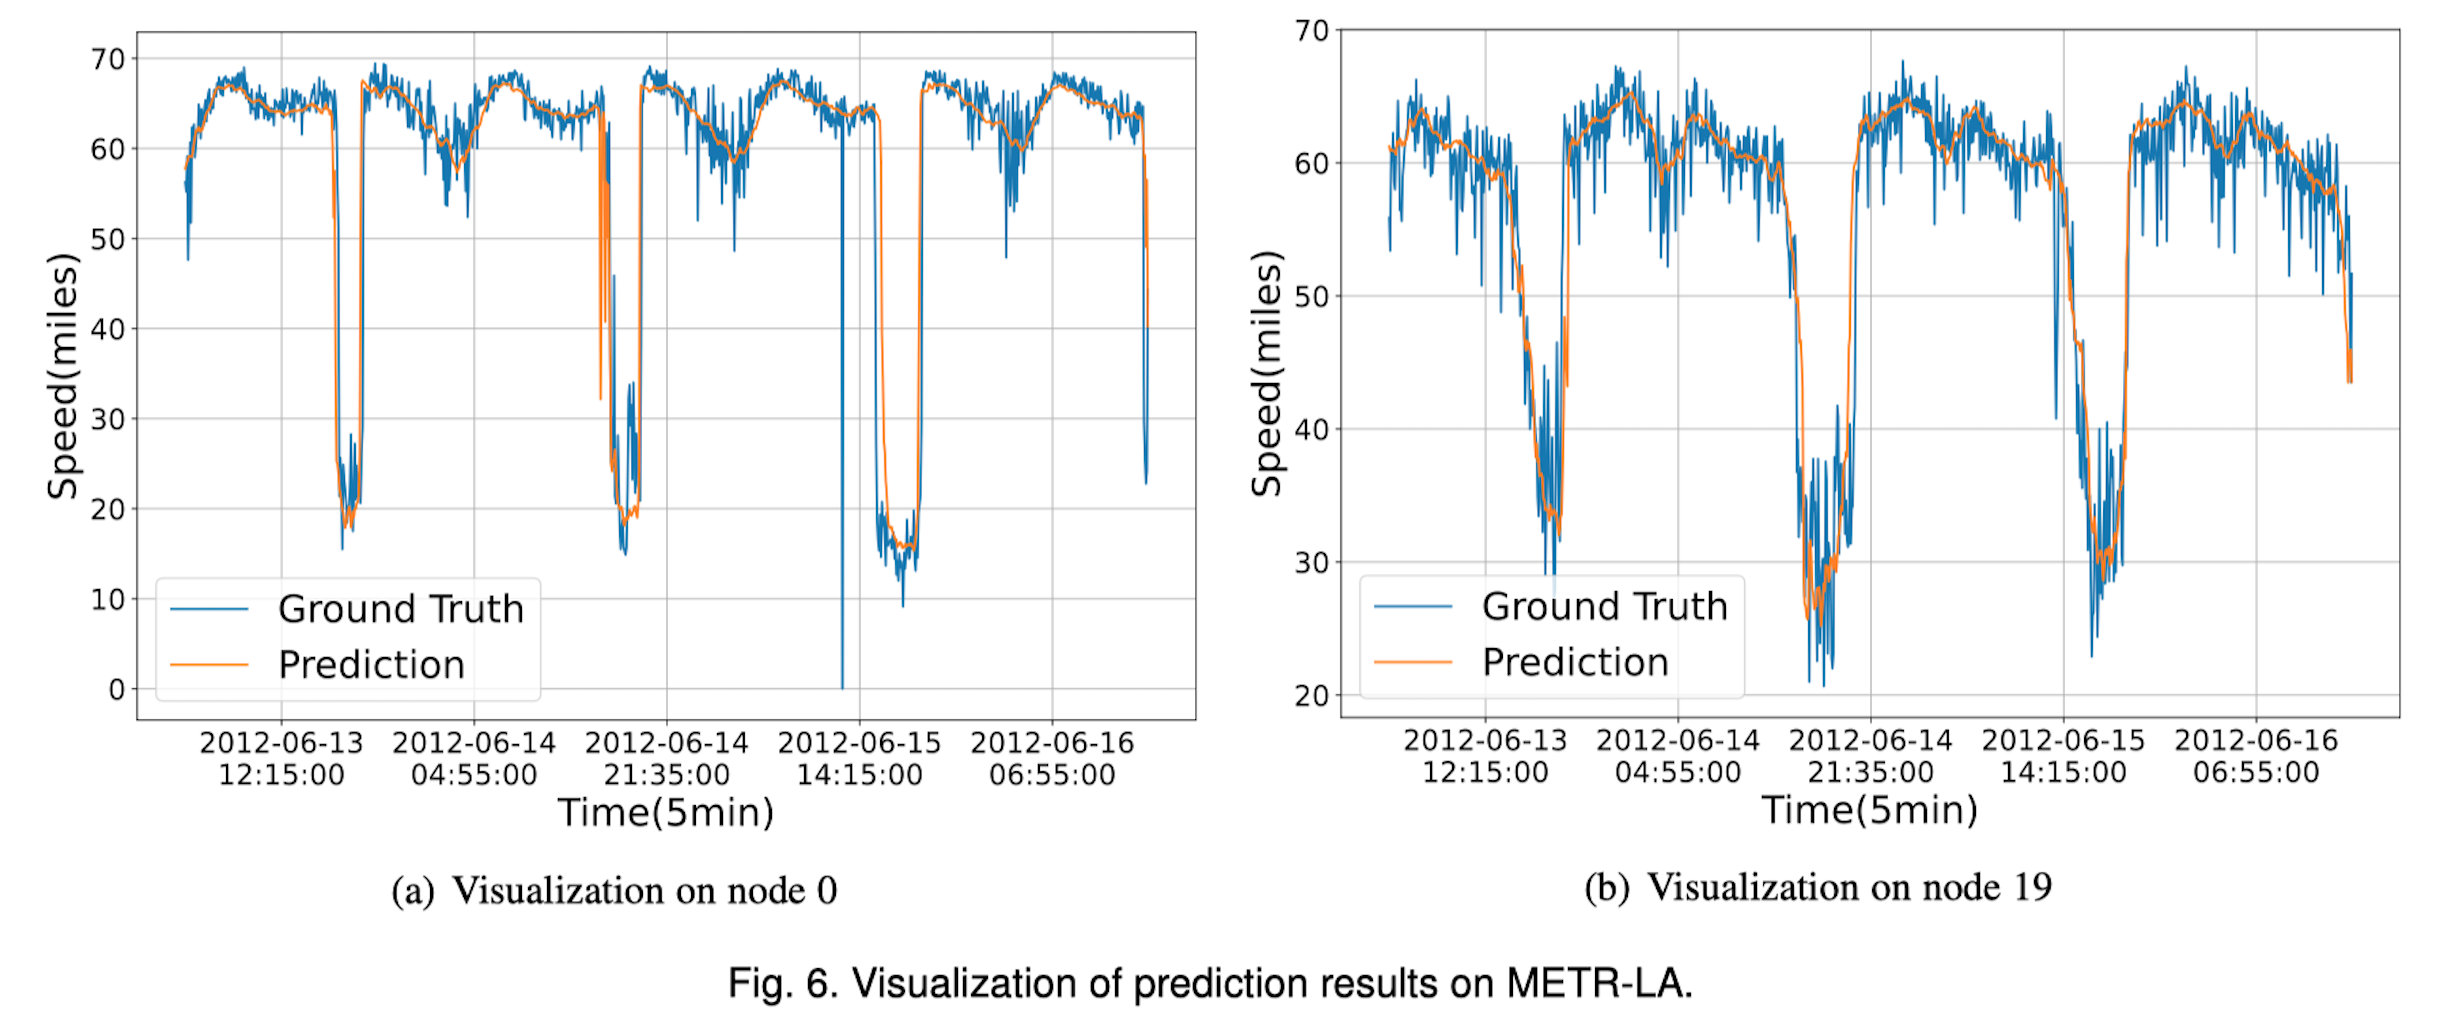 70
60
50
40
30
20
10
0
Speed(miles)
Ground Truth
Prediction
2012-06-13 2012-06-14 2012-06-14 2012-06-15 2012-06-16
12:15:00 04:55:00 21:35:00 14:15:00 06:55:00
Time(5min)
(a) Visualization on node 0
70
60
50
40
30
20
Speed(miles)
Ground Truth
Prediction
2012-06-13 2012-06-14 2012-06-14 2012-06-15 2012-06-16
12:15:00 04:55:00 21:35:00 14:15:00 06:55:00
Time(5min)
(b) Visualization on node 19
Fig. 6. Visualization of prediction results on METR-LA.